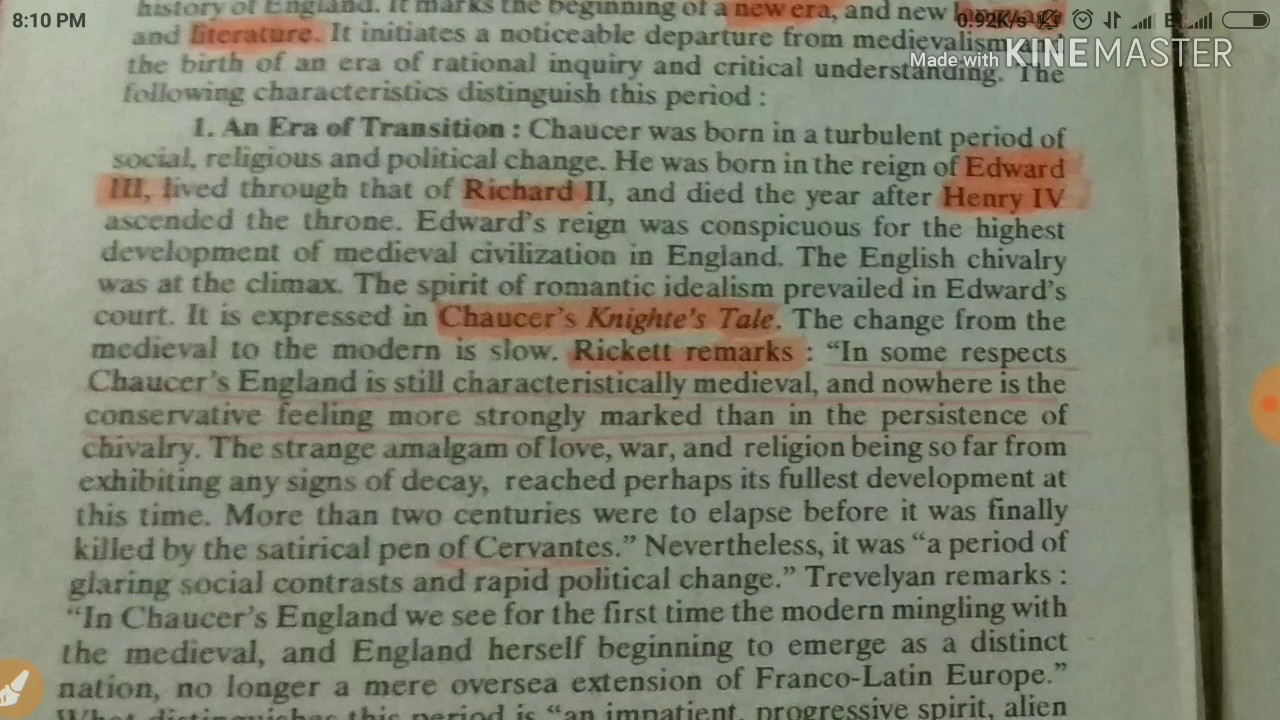 8:10 PM
0.92K/s
Made with KINEMASTER
history of England. It marks the beginning of a new era, and new
and literature. It initiates a noticeable departure from medievalism
the birth of an era of rational inquiry and critical understanding. The
following characteristics distinguish this period :
1. An Era of Transition : Chaucer was born in a turbulent period of
social, religious and political change. He was born in the reign of Edward
III, lived through that of Richard II, and died the year after Henry IV
ascended the throne. Edward's reign was conspicuous for the highest
development of medieval civilization in England. The English chivalry
was at the climax. The spirit of romantic idealism prevailed in Edward's
court. It is expressed in Chaucer's Knighte's Tale. The change from the
medieval to the modern is slow. Rickett remarks : “In some respects
Chaucer's England is still characteristically medieval, and nowhere is the
conservative feeling more strongly marked than in the persistence of
chivalry. The strange amalgam of love, war, and religion being so far from
exhibiting any signs of decay, reached perhaps its fullest development at
this time. More than two centuries were to elapse before it was finally
killed by the satirical pen of Cervantes.” Nevertheless, it was “a period of
glaring social contrasts and rapid political change.” Trevelyan remarks :
“In Chaucer's England we see for the first time the modern mingling with
the medieval, and England herself beginning to emerge as a distinct
nation, no longer a mere oversea extension of Franco-Latin Europe.”
What distinguishes this period is “an impatient, progressive spirit, alien